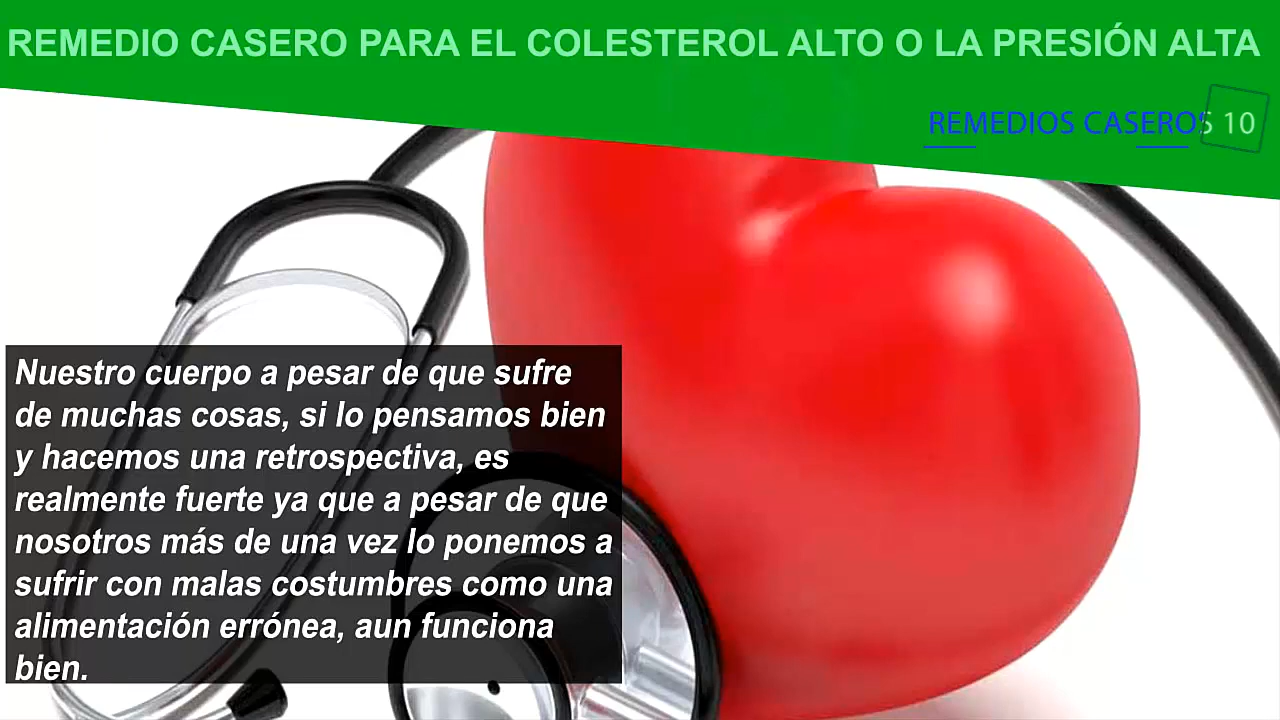 REMEDIO CASERO PARA EL COLESTEROL ALTO O LA PRESIÓN ALTA
REMEDIOS CASEROS 10
Nuestro cuerpo a pesar de que sufre
de muchas cosas, si lo pensamos bien
y hacemos una retrospectiva, es
realmente fuerte ya que a pesar de que
nosotros más de una vez lo ponemos a
sufrir con malas costumbres como una
alimentación errónea, aun funciona
bien.